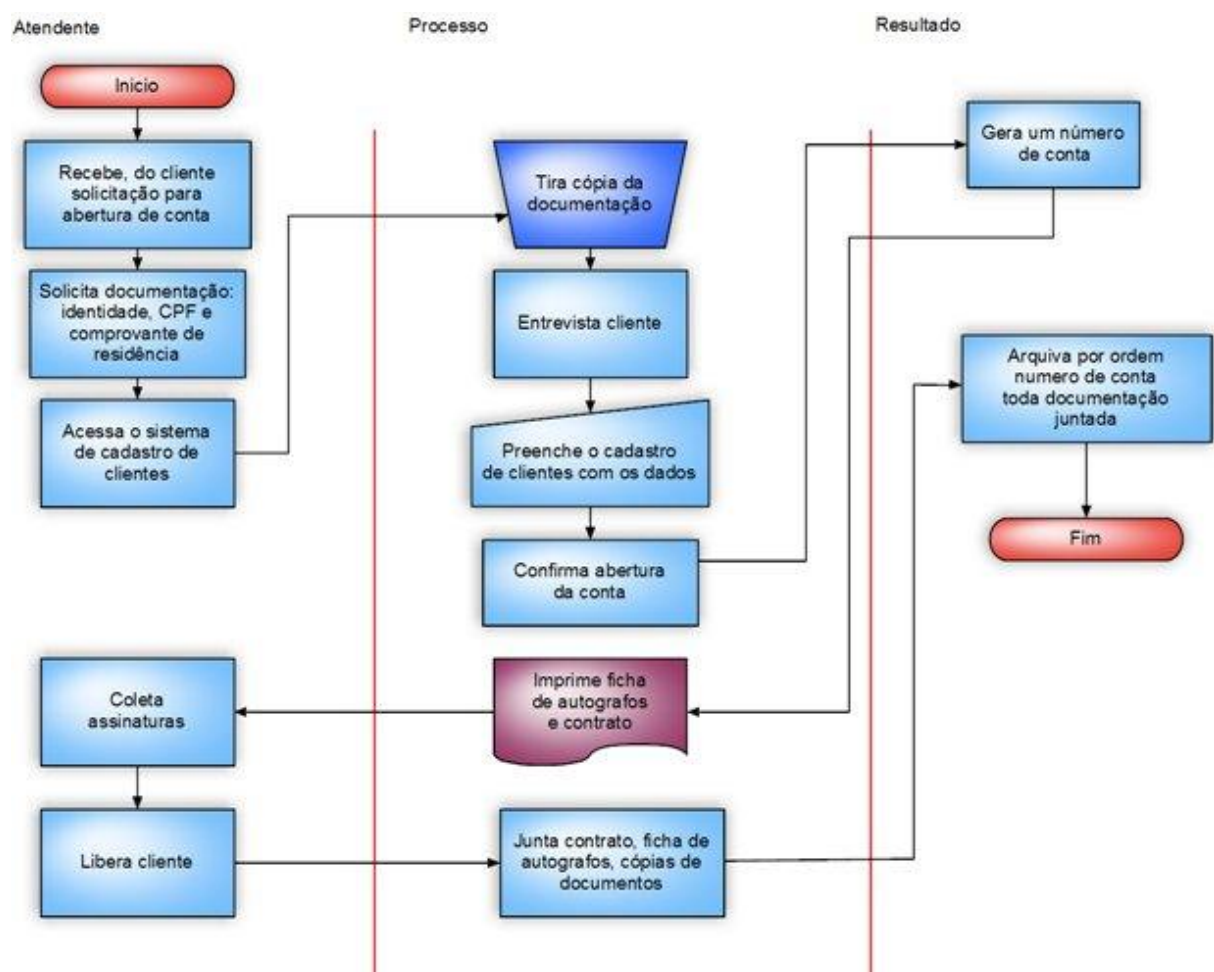 Atendente
Processo
Resultado
Inicio
Recebe, do cliente
solicitação para
abertura de conta
Solicita documentação:
identidade, CPF e
comprovante de
residência
Acessa o sistema
de cadastro de
clientes
Tira cópia da
documentação
Entrevista cliente
Preenche o cadastro
de clientes com os dados
Confirma abertura
da conta
Gera um número
de conta
Imprime ficha
de autografos
e contrato
Coleta
assinaturas
Libera cliente
Junta contrato, ficha de
autografos, cópias de
documentos
Arquiva por ordem
numero de conta
toda documentação
juntada
Fim